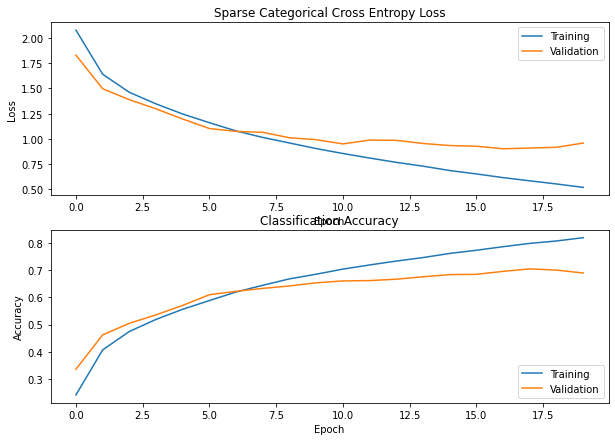 Sparse Categorical Cross Entropy Loss
2.00
1.75
1.50
1.25
1.00
0.75
0.50
Loss
Training
Validation
0.0 2.5 5.0 7.5 10.0 12.5 15.0 17.5
Epoch
Classification Accuracy
0.8
0.7
0.6
0.5
0.4
0.3
Accuracy
Training
Validation
0.0 2.5 5.0 7.5 10.0 12.5 15.0 17.5
Epoch